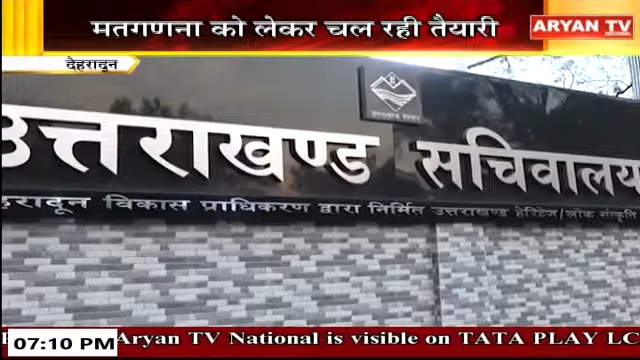 मतगणना को लेकर चल रही तैयारी
ARYAN TV
NATIONAL
देहरादून
उत्तराखण्ड सचिवालय
विकास प्राधिकरण द्वारा निर्मित उत्तराखण्ड हेरिटेज/लोक संस्कृति
07:10 PM
Aryan TV National is visible on TATA PLAY LC